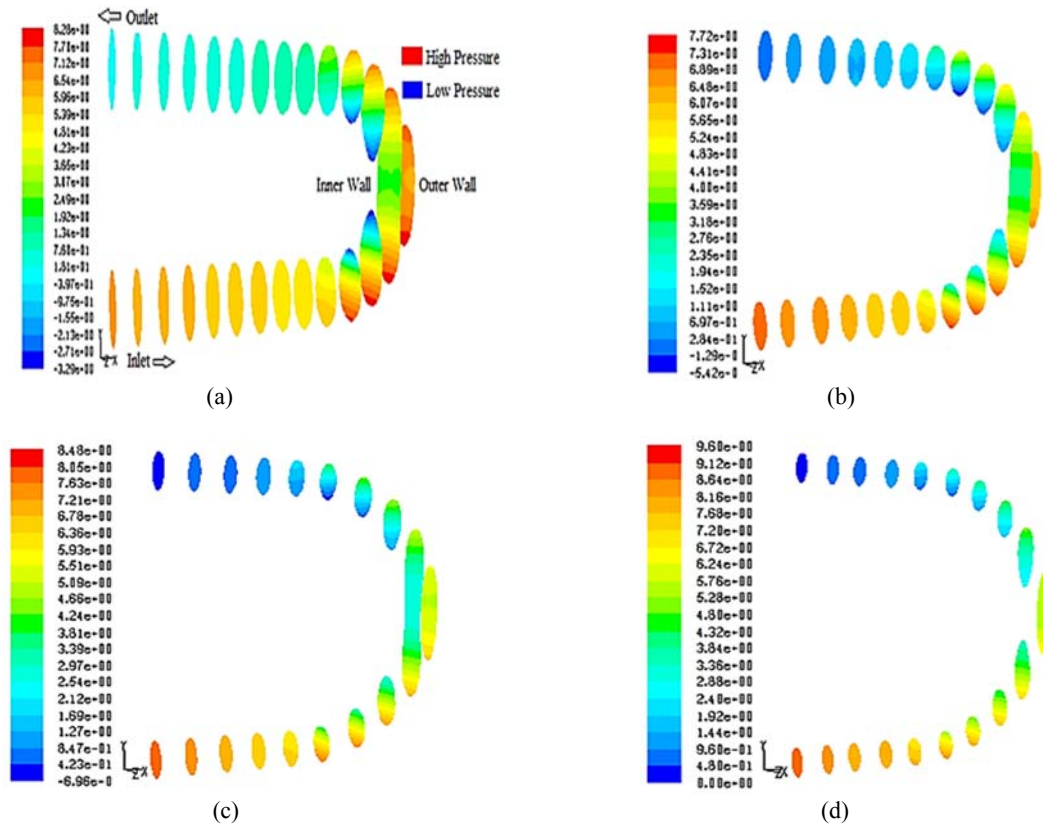 Outlet
8.28e+00
7.71e+00
7.12e+00
6.54e+00
5.96e+00
5.39e+00
4.81e+00
4.23e+00
3.65e+00
3.07e+00
2.49e+00
1.92e+00
1.34e+00
7.61e-01
1.81e-01
-3.97e-01
-9.75e-01
-1.55e+00
-2.13e+00
-2.71e+00
-3.29e+00
High Pressure
Low Pressure
Inner Wall
Outer Wall
Y
Z X
Inlet
(a)
7.72e+00
7.31e+00
6.89e+00
6.48e+00
6.07e+00
5.65e+00
5.24e+00
4.83e+00
4.41e+00
4.00e+00
3.59e+00
3.18e+00
2.76e+00
2.35e+00
1.94e+00
1.52e+00
1.11e+00
6.97e-01
2.84e-01
-1.29e+00
-5.42e-0
Y
Z X
(b)
8.48e+00
8.05e+00
7.63e+00
7.21e+00
6.78e+00
6.36e+00
5.93e+00
5.51e+00
5.09e+00
4.66e+00
4.24e+00
3.81e+00
3.39e+00
2.97e+00
2.54e+00
2.12e+00
1.69e+00
1.27e+00
8.47e-01
4.23e-01
-6.96e-0
Y
Z X
(c)
9.60e+00
9.12e+00
8.64e+00
8.16e+00
7.68e+00
7.20e+00
6.72e+00
6.24e+00
5.76e+00
5.28e+00
4.80e+00
4.32e+00
3.84e+00
3.36e+00
2.88e+00
2.40e+00
1.92e+00
1.44e+00
9.60e-01
4.80e-01
0.00e+00
Y
ZX
(d)